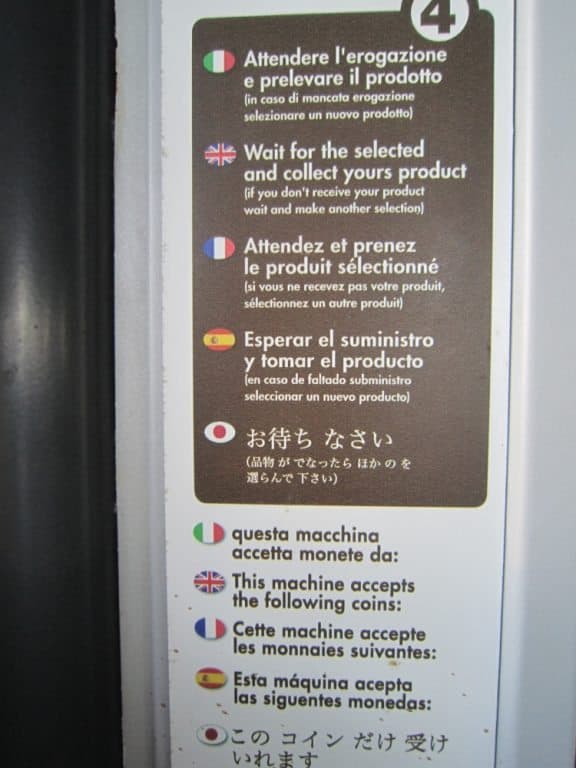 4
Attendere l'erogazione
e prelevare il prodotto
(in caso di mancata erogazione
selezionare un nuovo prodotto)
Wait for the selected
and collect yours product
(if you don't receive your product
wait and make another selection)
Attendez et prenez
le produit sélectionné
(si vous ne recevez pas votre produit,
sélectionnez un autre produit)
Esperar el suministro
y tomar el producto
(en caso de faltado subministro
seleccionar un nuevo producto)
お待ち なさい
(品物 が でなったら ほか の を
選らんで 下さい)
questa macchina
accetta monete da:
This machine accepts
the following coins:
Cette machine accepte
les monnaies suivantes:
Esta máquina acepta
las siguentes monedas:
この コイン だけ 受け
いれます